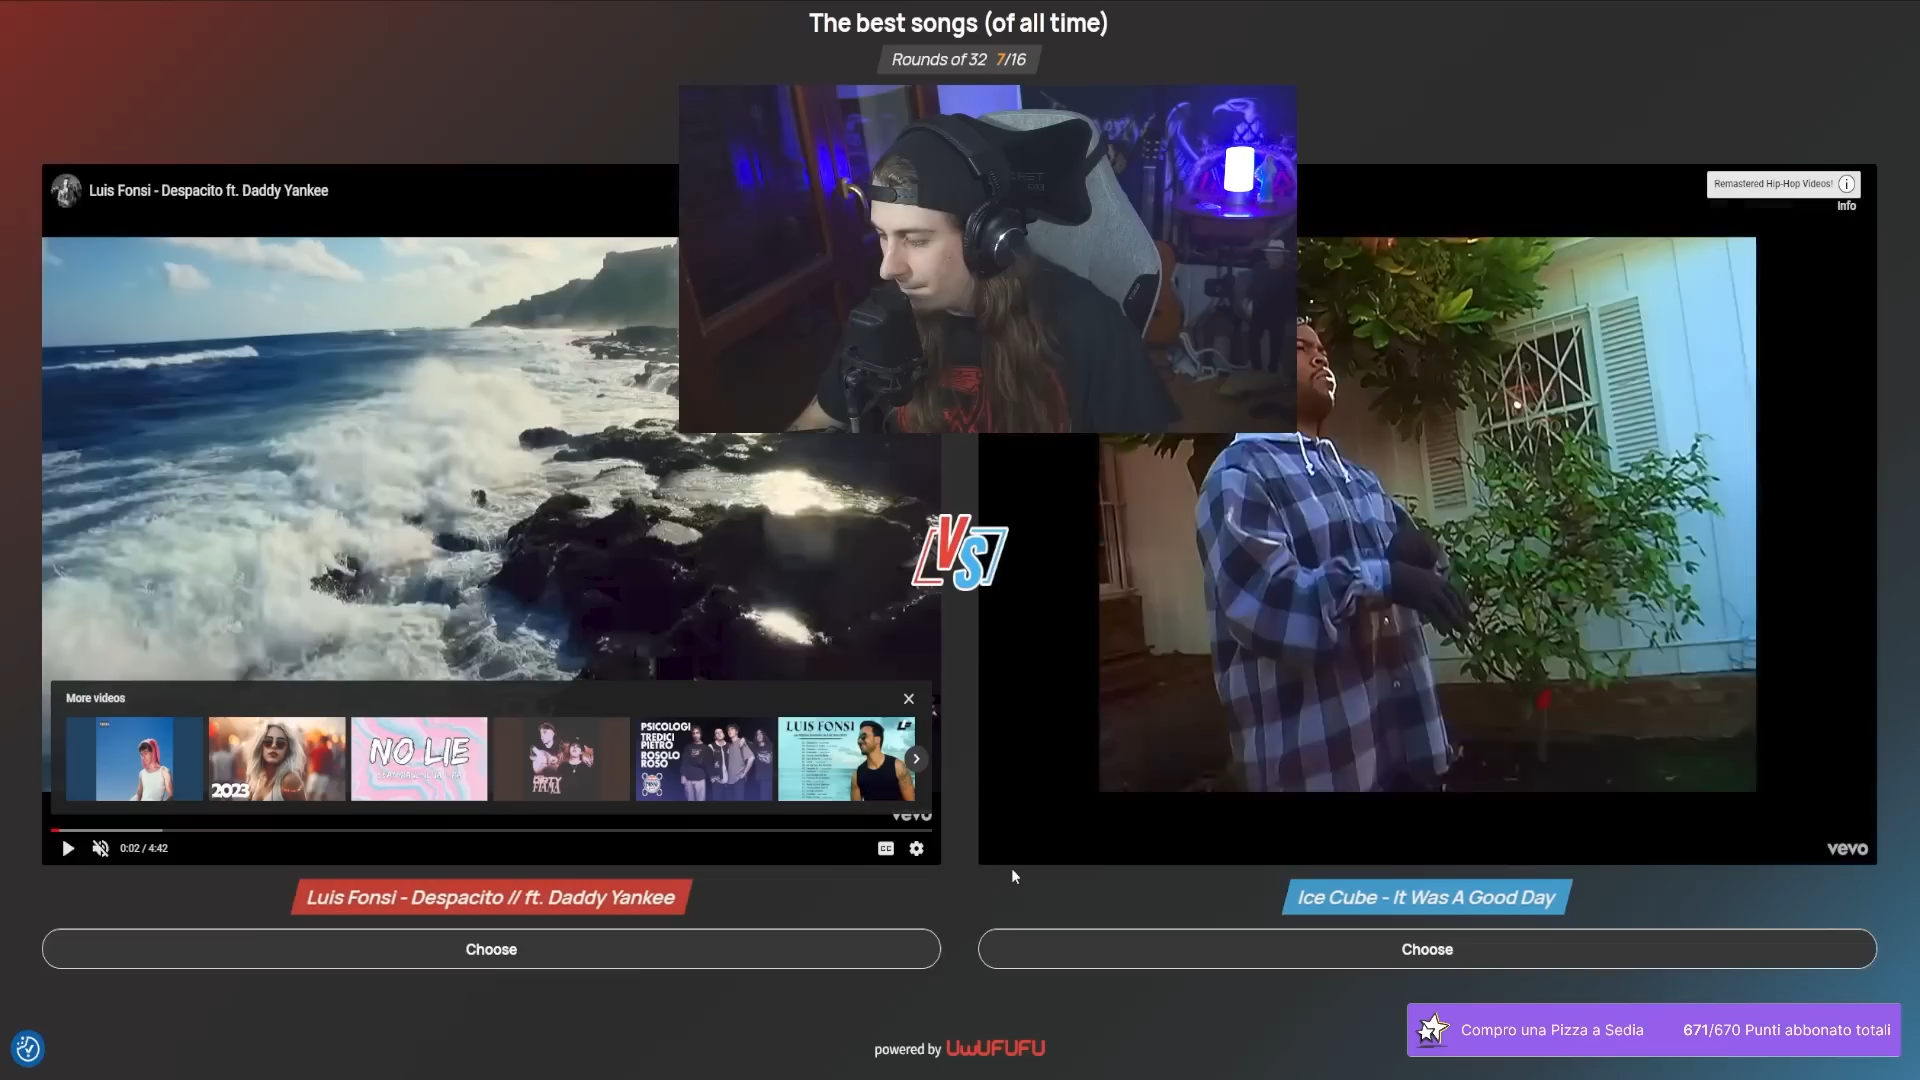 The best songs (of all time)
Rounds of 32 7/16
Luis Fonsi - Despacito ft. Daddy Yankee
Remastered Hip-Hop Videos!
Info
VS
More videos
2023
NO LIE
DIRTY
PSICOLOGI
TREDICI
PIETRO
ROSOLO
ROSO
LUIS FONSI
vevo
0:02 / 4:42
CC
vevo
Luis Fonsi - Despacito // ft. Daddy Yankee
Ice Cube - It Was A Good Day
Choose
Choose
Compro una Pizza a Sedia 671/670 Punti abbonato totali
powered by UWUFUFU